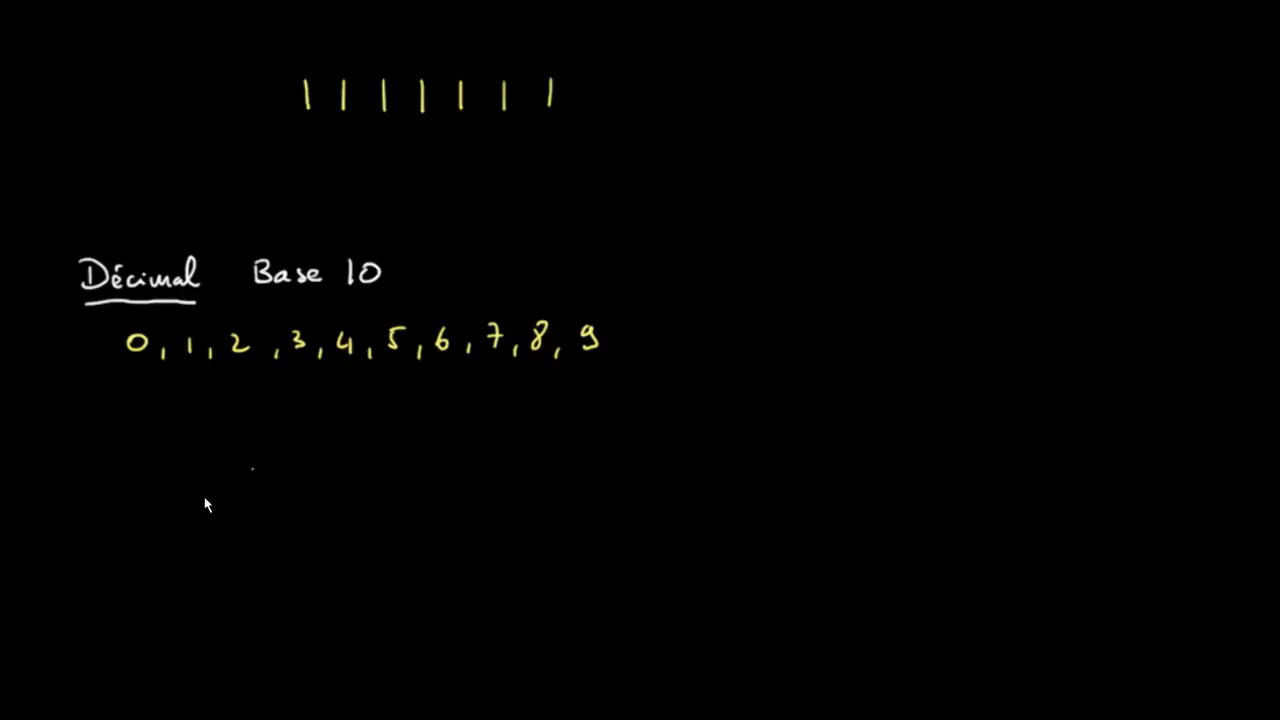 | | | | | | |
Décimal Base 10
0, 1, 2, 3, 4, 5, 6, 7, 8, 9